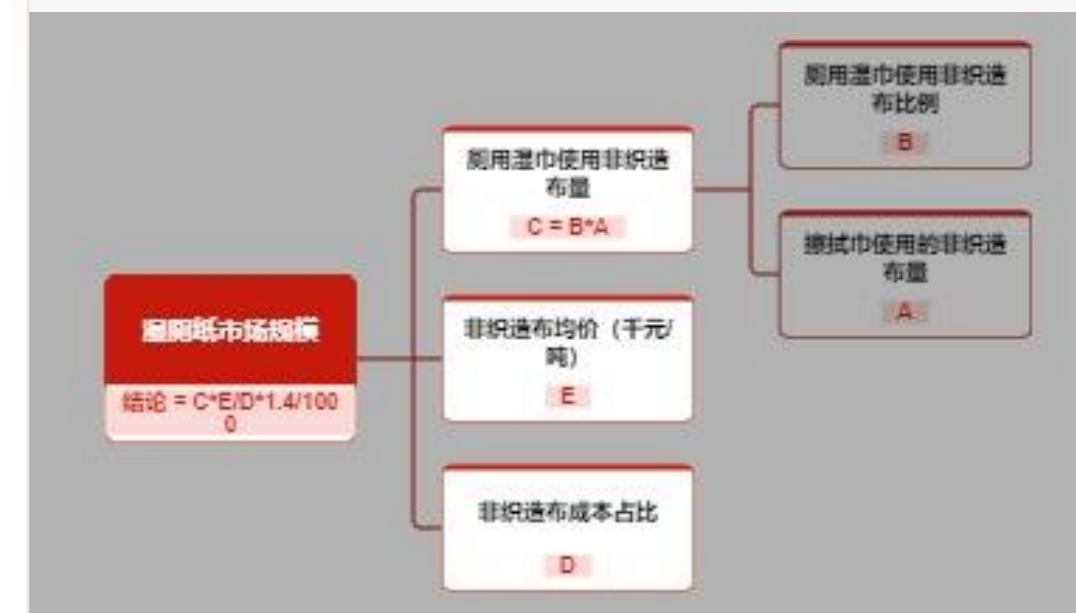 湿厕纸市场规模
结论 = C*E/D*1.4/100
0
厕用湿巾使用非织造
布量
C = B*A
非织造布均价（千元/
吨）
E
非织造布成本占比
D
厕用湿巾使用非织造
布比例
B
擦拭巾使用的非织造
布量
A